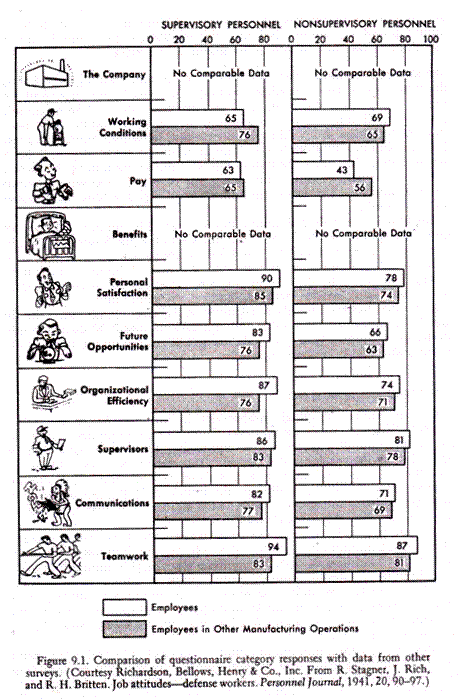 SUPERVISORY PERSONNEL NONSUPERVISORY PERSONNEL
0 20 40 60 80 0 20 40 60 80 100
The Company No Comparable Data No Comparable Data
Working
Conditions
65 69
76 65
Pay
63 43
65 56
Benefits No Comparable Data No Comparable Data
Personal
Satisfaction
90 78
85 74
Future
Opportunities
83 66
76 63
Organizational
Efficiency
87 74
76 71
Supervisors
86 81
83 78
Communications
82 71
77 69
Teamwork
94 87
83 81
Employees
Employees in Other Manufacturing Operations
Figure 9.1. Comparison of questionnaire category responses with data from other
surveys. (Courtesy Richardson, Bellows, Henry & Co., Inc. From R. Stagner, J. Rich,
and R. H. Britten. Job attitudes—defense workers. Personnel Journal, 1941, 20, 90–97.)